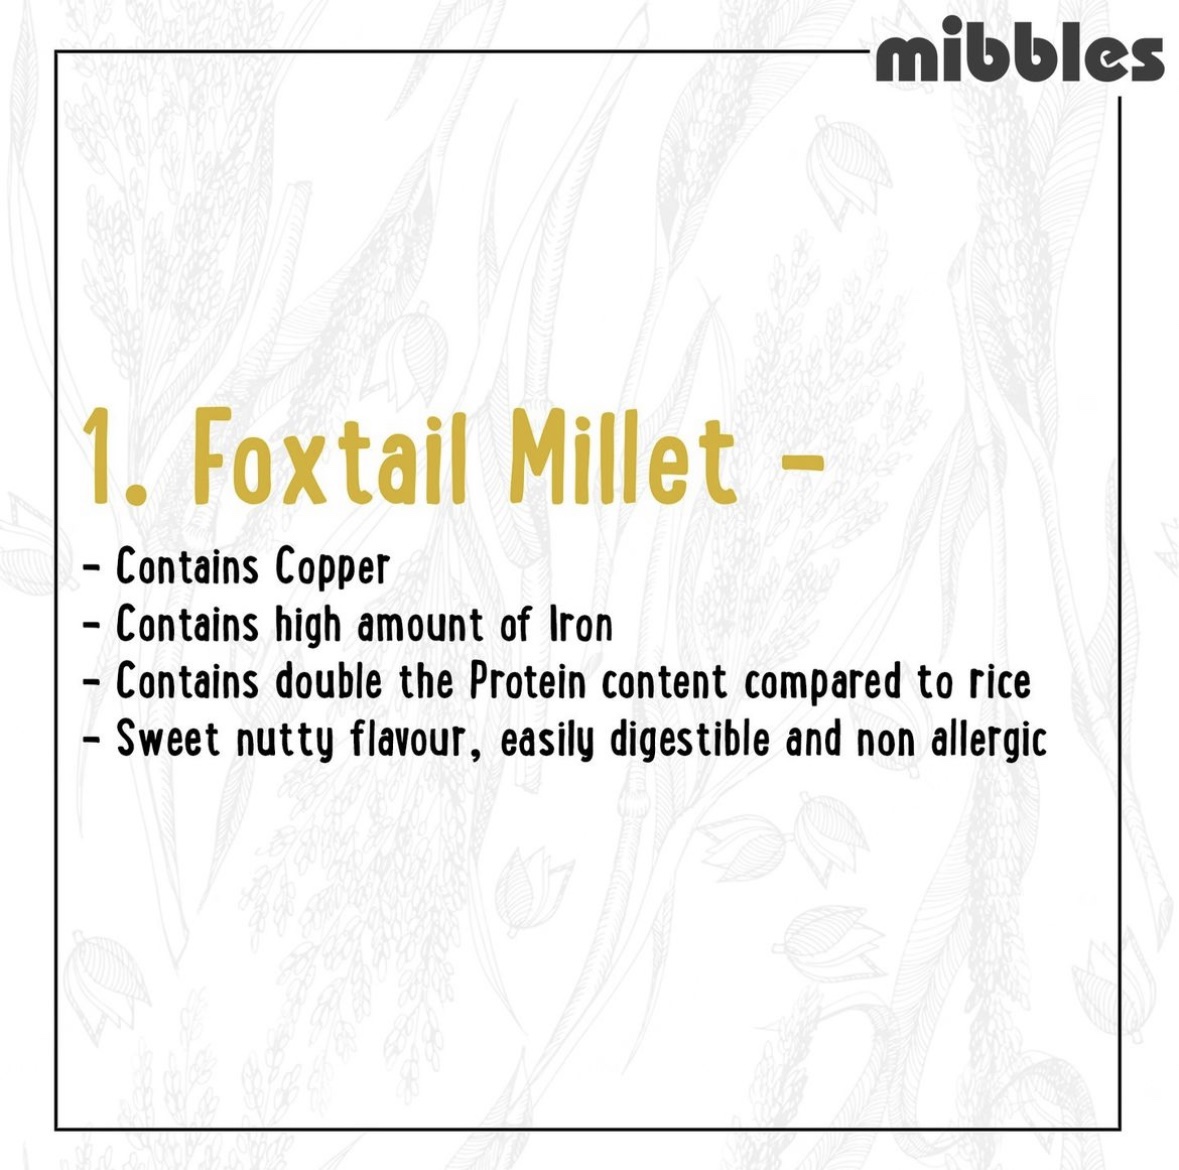 mibbles
1. Foxtail Millet -
- Contains Copper
- Contains high amount of Iron
- Contains double the Protein content compared to rice
- Sweet nutty flavour, easily digestible and non allergic